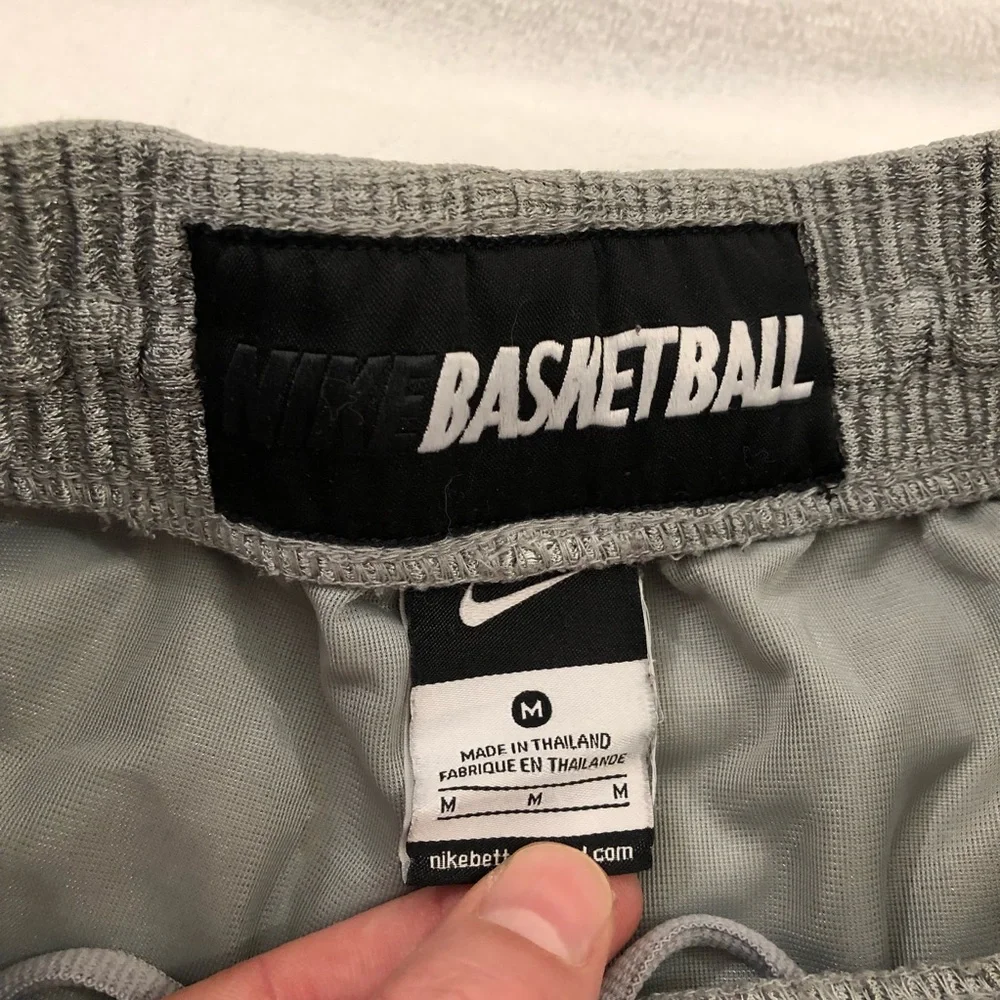 NIKE BASKETBALL
M
MADE IN THAILAND
FABRIQUE EN THAILANDE
M M M